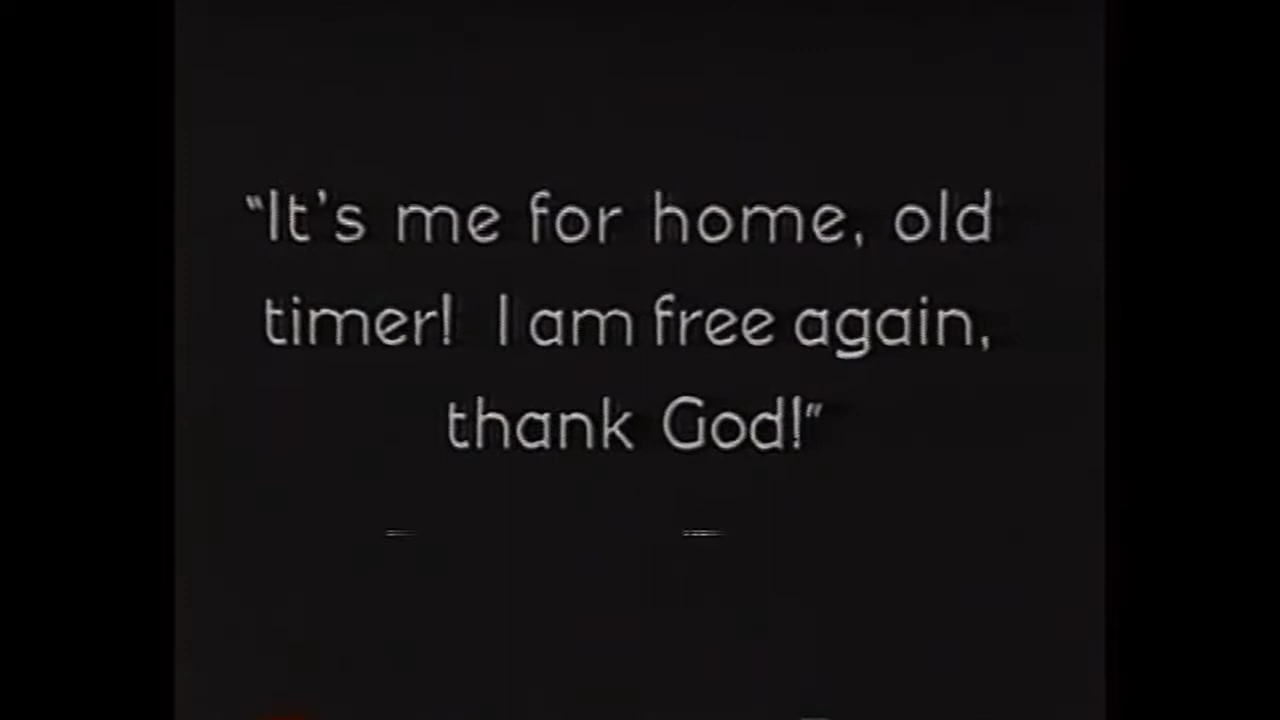 “It’s me for home, old
timer! I am free again,
thank God!”